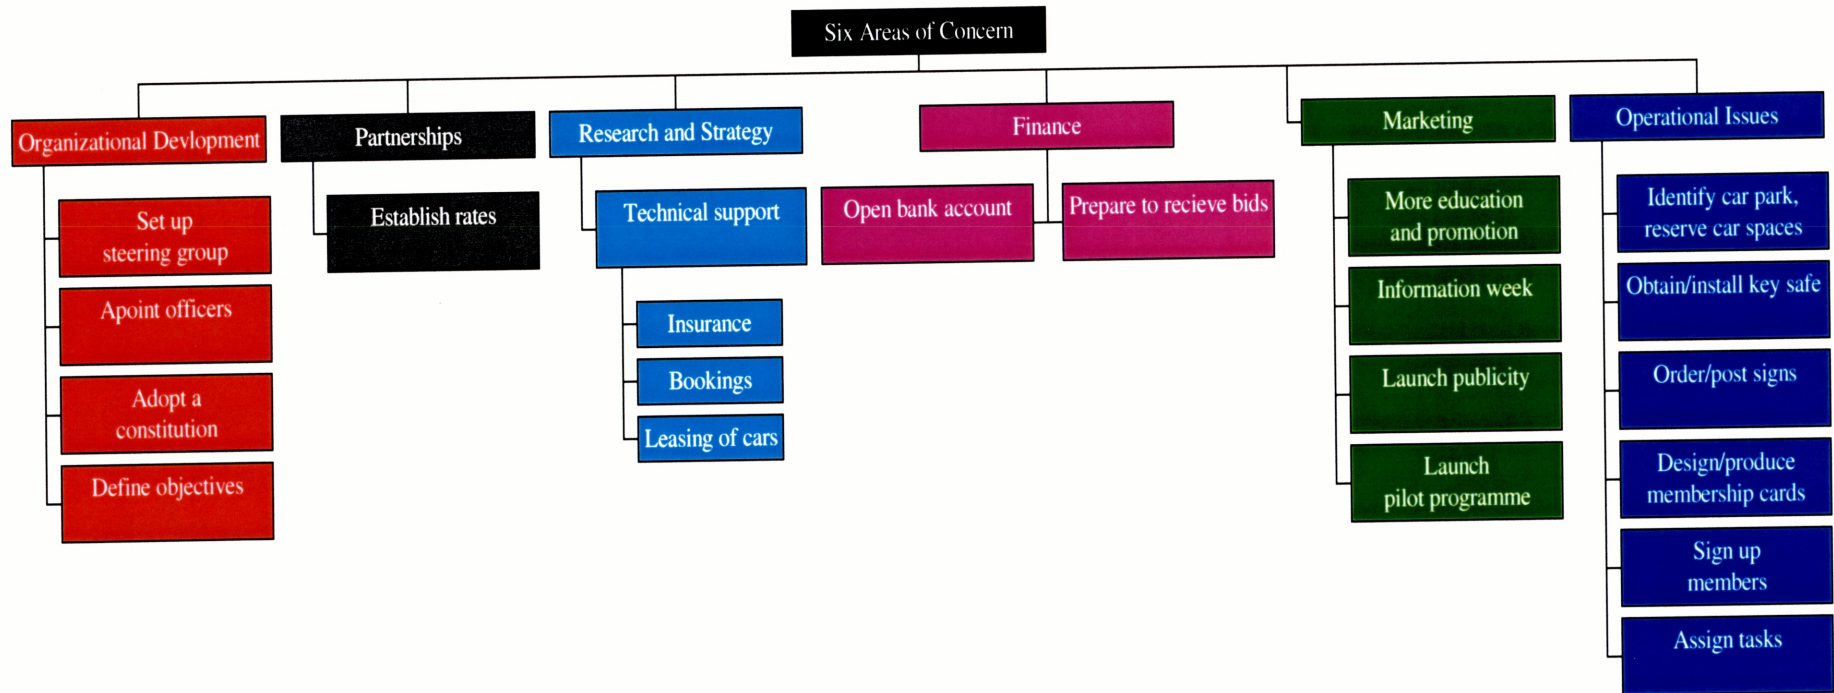 Six Areas of Concern
Organizational Devlopment
Partnerships
Research and Strategy
Finance
Marketing
Operational Issues
Set up
steering group
Apoint officers
Adopt a
constitution
Define objectives
Establish rates
Technical support
Insurance
Bookings
Leasing of cars
Open bank account
Prepare to recieve bids
More education
and promotion
Information week
Launch publicity
Launch
pilot programme
Identify car park,
reserve car spaces
Obtain/install key safe
Order/post signs
Design/produce
membership cards
Sign up
members
Assign tasks